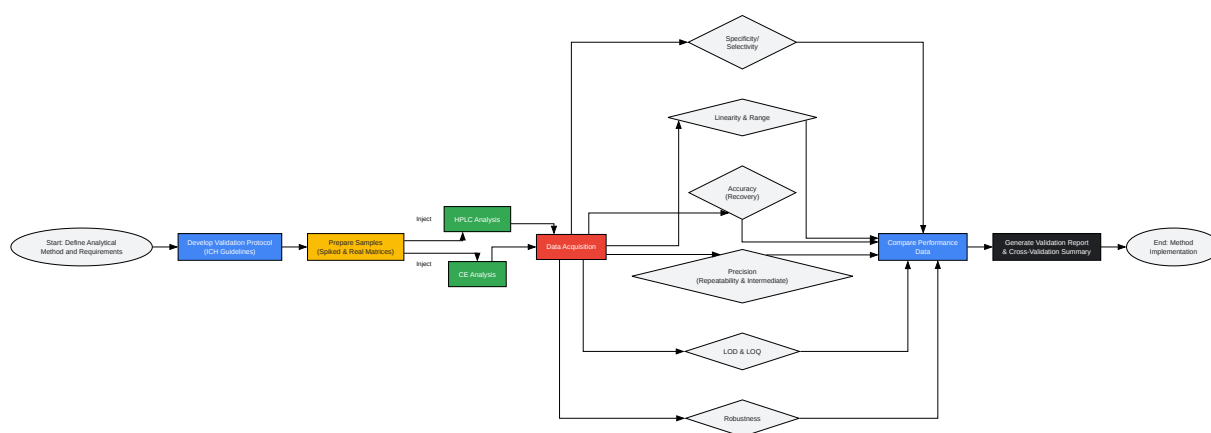 Start: Define Analytical
Method and Requirements
Develop Validation Protocol
(ICH Guidelines)
Prepare Samples
(Spiked & Real Matrices)
Inject
Inject
HPLC Analysis
CE Analysis
Data Acquisition
Specificity/
Selectivity
Linearity & Range
Accuracy
(Recovery)
Precision
(Repeatability & Intermediate)
LOD & LOQ
Robustness
Compare Performance
Data
Generate Validation Report
& Cross-Validation Summary
End: Method
Implementation